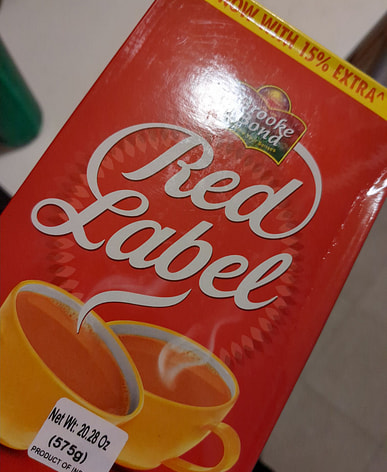 NOW WITH 15% EXTRA^
Brooke
Bond
Red
Label
Net Wt: 20.28 Oz
(575g)
PRODUCT OF